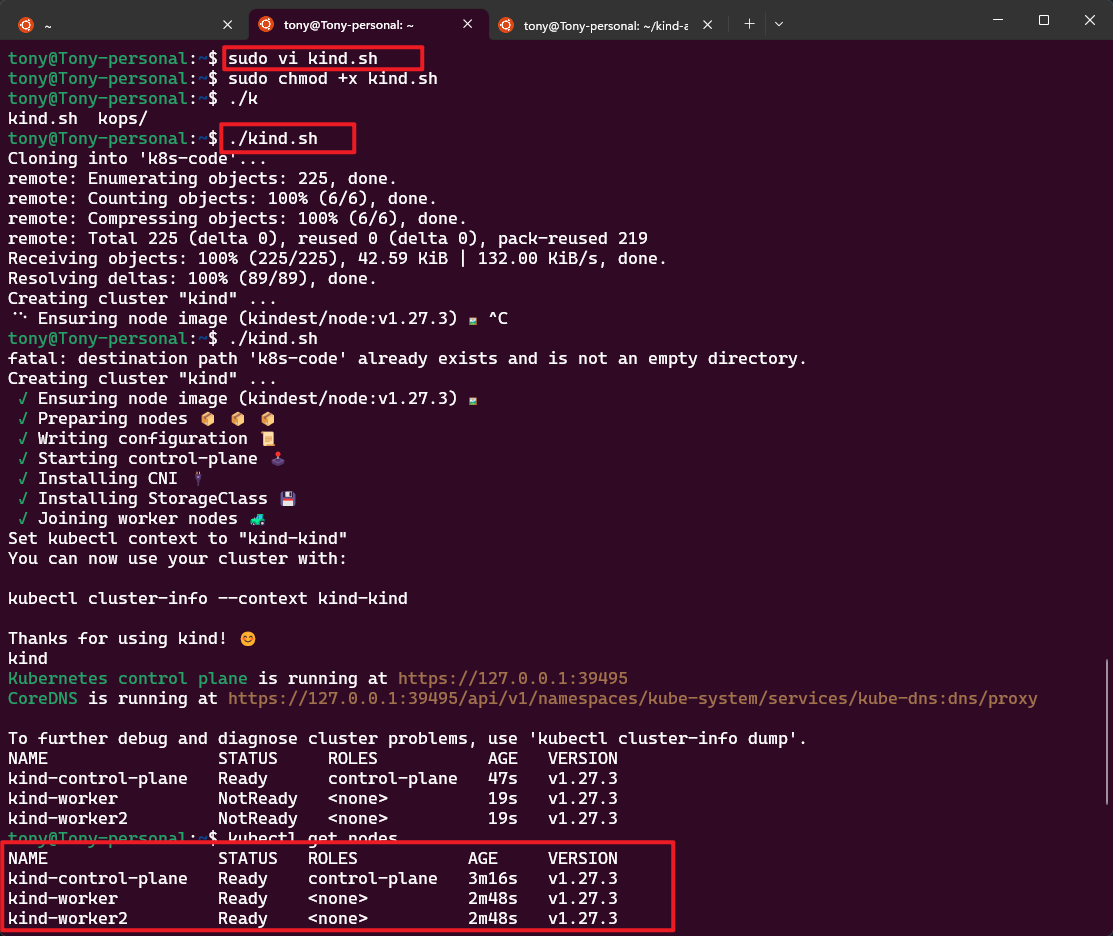 ~
tony@Tony-personal: ~
tony@Tony-personal: ~/kind-a
tony@Tony-personal:~$ sudo vi kind.sh
tony@Tony-personal:~$ sudo chmod +x kind.sh
tony@Tony-personal:~$ ./k
kind.sh  kops/
tony@Tony-personal:~$ ./kind.sh
Cloning into 'k8s-code'...
remote: Enumerating objects: 225, done.
remote: Counting objects: 100% (6/6), done.
remote: Compressing objects: 100% (6/6), done.
remote: Total 225 (delta 0), reused 0 (delta 0), pack-reused 219
Receiving objects: 100% (225/225), 42.59 KiB | 132.00 KiB/s, done.
Resolving deltas: 100% (89/89), done.
Creating cluster "kind" ...
Ensuring node image (kindest/node:v1.27.3) 🖼 ^C
tony@Tony-personal:~$ ./kind.sh
fatal: destination path 'k8s-code' already exists and is not an empty directory.
Creating cluster "kind" ...
✓ Ensuring node image (kindest/node:v1.27.3) 🖼
✓ Preparing nodes 📦 📦 📦
✓ Writing configuration 📜
✓ Starting control-plane 🕹️
✓ Installing CNI 🔌
✓ Installing StorageClass 💾
✓ Joining worker nodes 🚜
Set kubectl context to "kind-kind"
You can now use your cluster with:
kubectl cluster-info --context kind-kind
Thanks for using kind! 😊
kind
Kubernetes control plane is running at https://127.0.0.1:39495
CoreDNS is running at https://127.0.0.1:39495/api/v1/namespaces/kube-system/services/kube-dns:dns/proxy
To further debug and diagnose cluster problems, use 'kubectl cluster-info dump'.
NAME                 STATUS     ROLES           AGE   VERSION
kind-control-plane   Ready      control-plane   47s   v1.27.3
kind-worker          NotReady   <none>          19s   v1.27.3
kind-worker2         NotReady   <none>          19s   v1.27.3
tony@Tony-personal:~$ kubectl get nodes
NAME                 STATUS   ROLES           AGE     VERSION
kind-control-plane   Ready    control-plane   3m16s   v1.27.3
kind-worker          Ready    <none>          2m48s   v1.27.3
kind-worker2         Ready    <none>          2m48s   v1.27.3